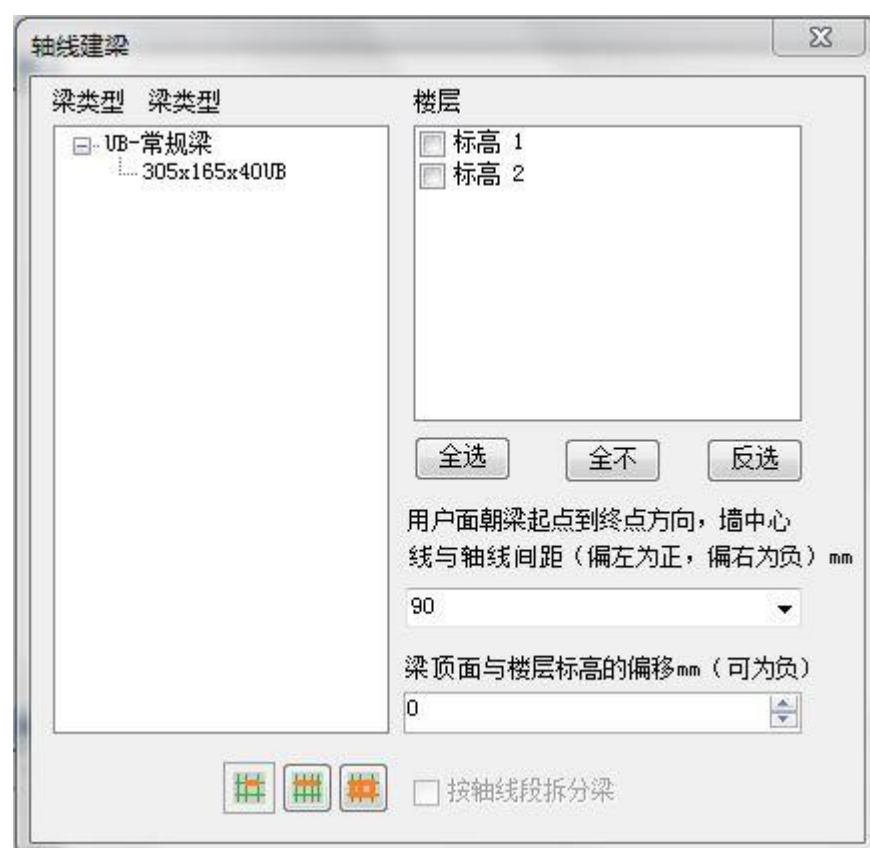 轴线建梁
梁类型 梁类型
UB-常规梁
305x165x40UB
楼层
标高 1
标高 2
全选 全不 反选
用户面朝梁起点到终点方向，墙中心
线与轴线间距（偏左为正，偏右为负）mm
90
梁顶面与楼层标高的偏移mm（可为负）
0
按轴线段拆分梁